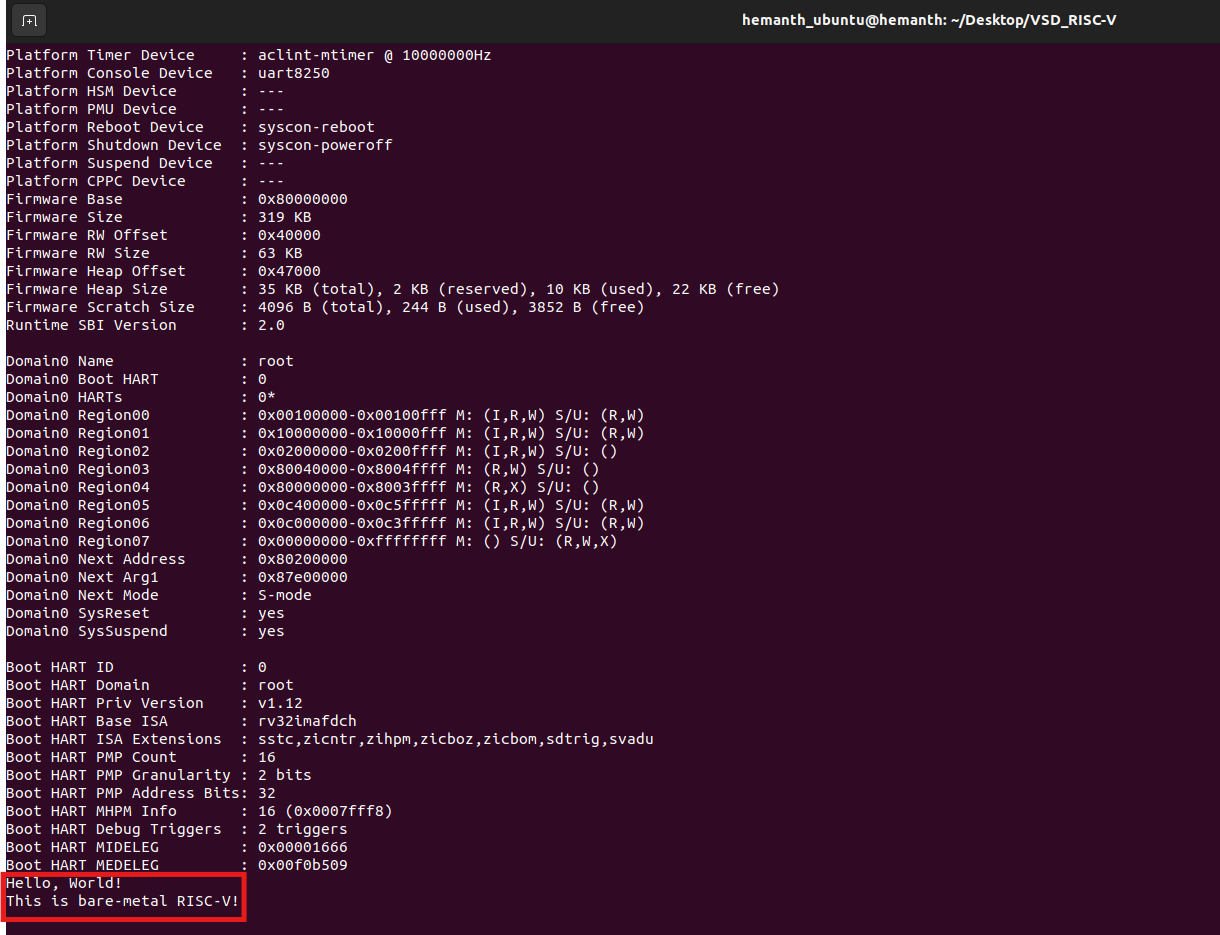 hemanth_ubuntu@hemanth: ~/Desktop/VSD_RISC-V
Platform Timer Device     : aclint-mtimer @ 10000000Hz
Platform Console Device   : uart8250
Platform HSM Device       : ---
Platform PMU Device       : ---
Platform Reboot Device    : syscon-reboot
Platform Shutdown Device  : syscon-poweroff
Platform Suspend Device   : ---
Platform CPPC Device      : ---
Firmware Base             : 0x80000000
Firmware Size             : 319 KB
Firmware RW Offset        : 0x40000
Firmware RW Size          : 63 KB
Firmware Heap Offset      : 0x47000
Firmware Heap Size        : 35 KB (total), 2 KB (reserved), 10 KB (used), 22 KB (free)
Firmware Scratch Size     : 4096 B (total), 244 B (used), 3852 B (free)
Runtime SBI Version       : 2.0

Domain0 Name              : root
Domain0 Boot HART         : 0
Domain0 HARTs             : 0*
Domain0 Region00          : 0x00100000-0x00100fff M: (I,R,W) S/U: (R,W)
Domain0 Region01          : 0x10000000-0x10000fff M: (I,R,W) S/U: (R,W)
Domain0 Region02          : 0x02000000-0x0200ffff M: (I,R,W) S/U: ()
Domain0 Region03          : 0x80040000-0x8004ffff M: (R,W) S/U: ()
Domain0 Region04          : 0x80000000-0x8003ffff M: (R,X) S/U: ()
Domain0 Region05          : 0x0c400000-0x0c5fffff M: (I,R,W) S/U: (R,W)
Domain0 Region06          : 0x0c000000-0x0c3fffff M: (I,R,W) S/U: (R,W)
Domain0 Region07          : 0x00000000-0xffffffff M: () S/U: (R,W,X)
Domain0 Next Address      : 0x80200000
Domain0 Next Arg1         : 0x87e00000
Domain0 Next Mode         : S-mode
Domain0 SysReset          : yes
Domain0 SysSuspend        : yes

Boot HART ID              : 0
Boot HART Domain          : root
Boot HART Priv Version    : v1.12
Boot HART Base ISA        : rv32imafdch
Boot HART ISA Extensions  : sstc,zicntr,zihpm,zicboz,zicbom,sdtrig,svadu
Boot HART PMP Count       : 16
Boot HART PMP Granularity : 2 bits
Boot HART PMP Address Bits: 32
Boot HART MHPM Info       : 16 (0x0007fff8)
Boot HART Debug Triggers  : 2 triggers
Boot HART MIDELEG         : 0x00001666
Boot HART MEDELEG         : 0x00f0b509
Hello, World!
This is bare-metal RISC-V!